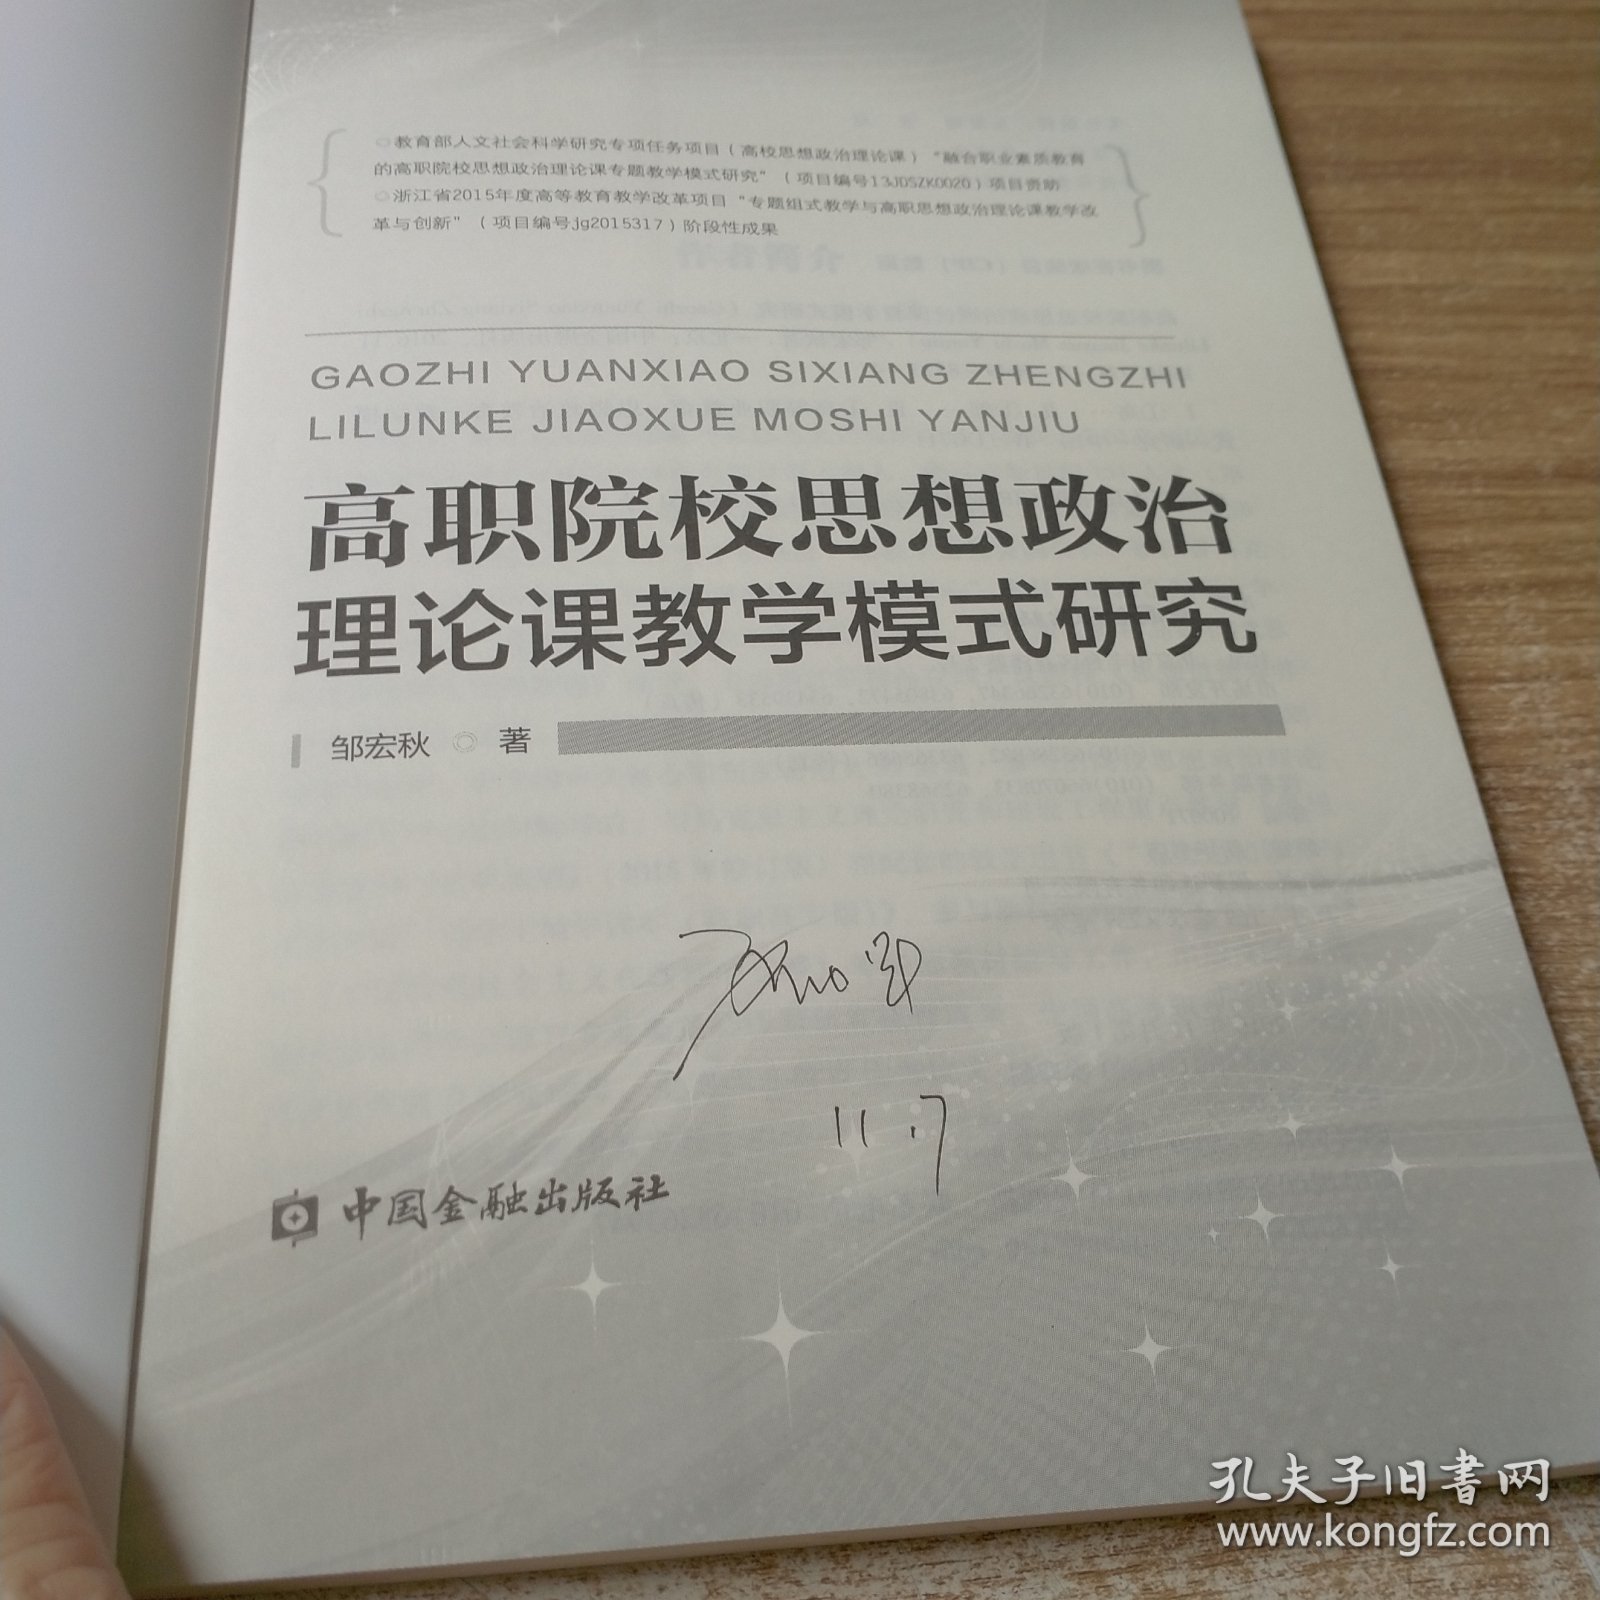 ○教育部人文社会科学研究专项任务项目（高校思想政治理论课）“融合职业素质教育
的高职院校思想政治理论课专题教学模式研究”（项目编号13JDSZK002O）项目资助
○浙江省2015年度高等教育教学改革项目“专题组式教学与高职思想政治理论课教学改
革与创新”（项目编号jg2015317）阶段性成果
GAOZHI YUANXIAO SIXIANG ZHENGZHI
LILUNKE JIAOXUE MOSHI YANJIU
高职院校思想政治
理论课教学模式研究
邹宏秋 ◎ 著
11.17
中国金融出版社
孔夫子旧书网
www.kongfz.com